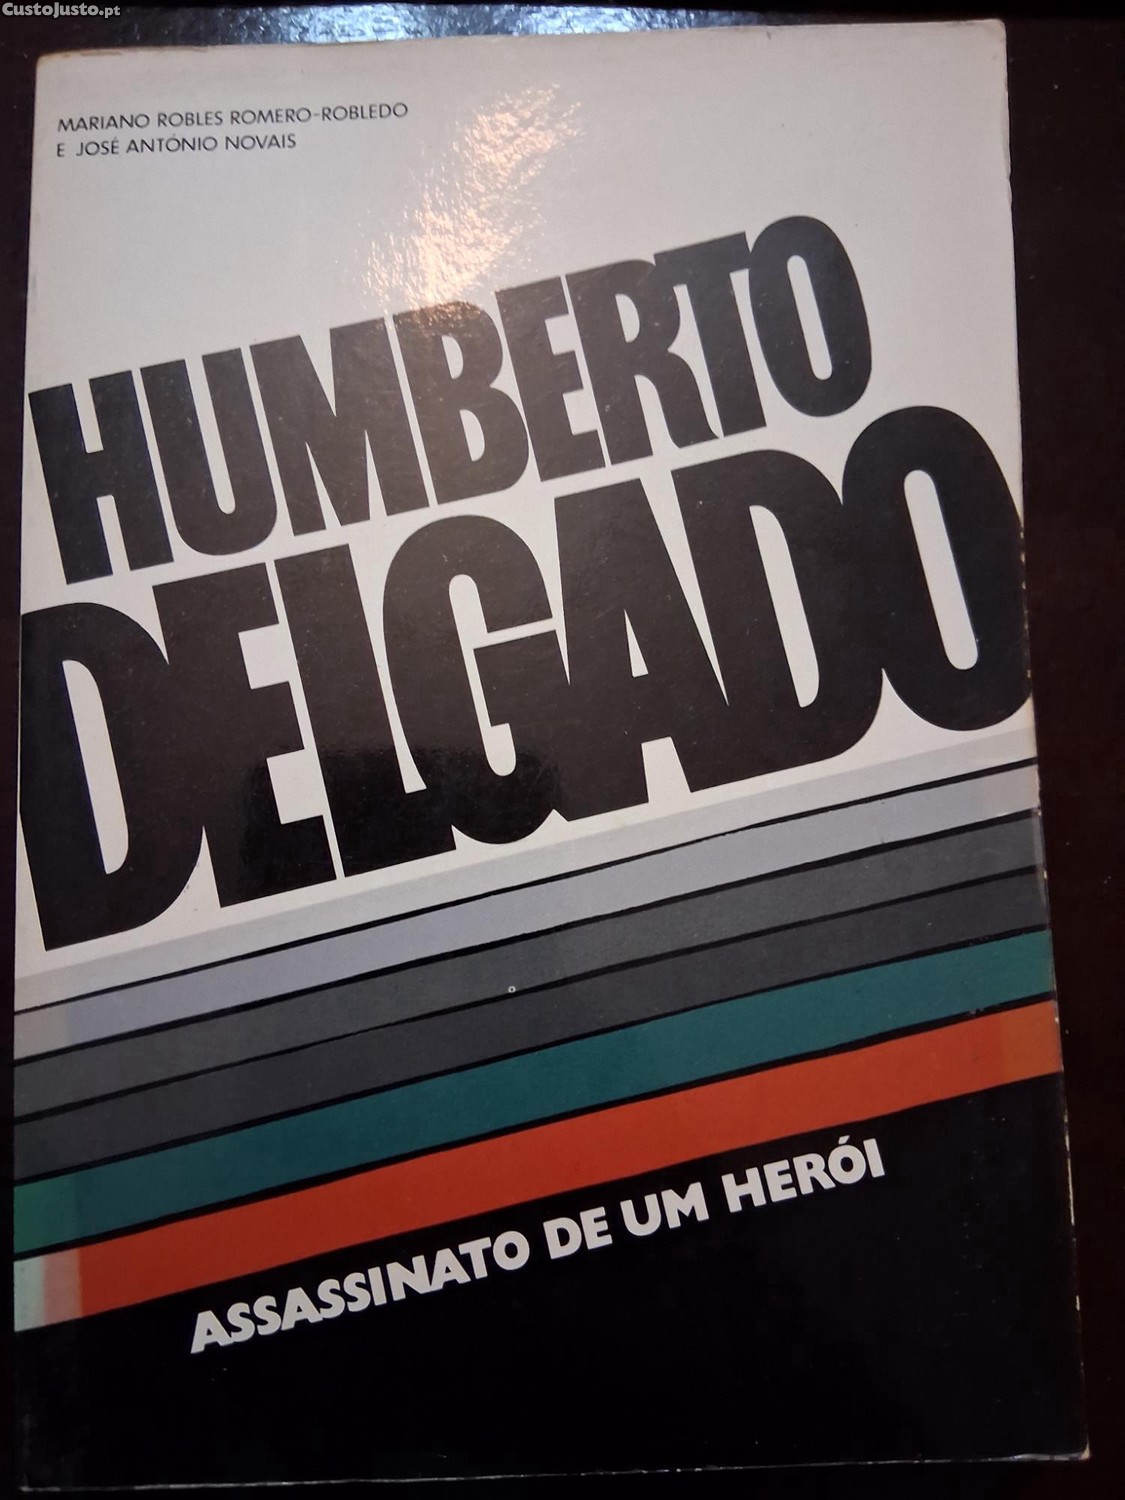 CustoJusto.pt
MARIANO ROBLES ROMERO-ROBLEDO
E JOSÉ ANTÓNIO NOVAIS
HUMBERTO
DELGADO
ASSASSINATO DE UM HERÓI